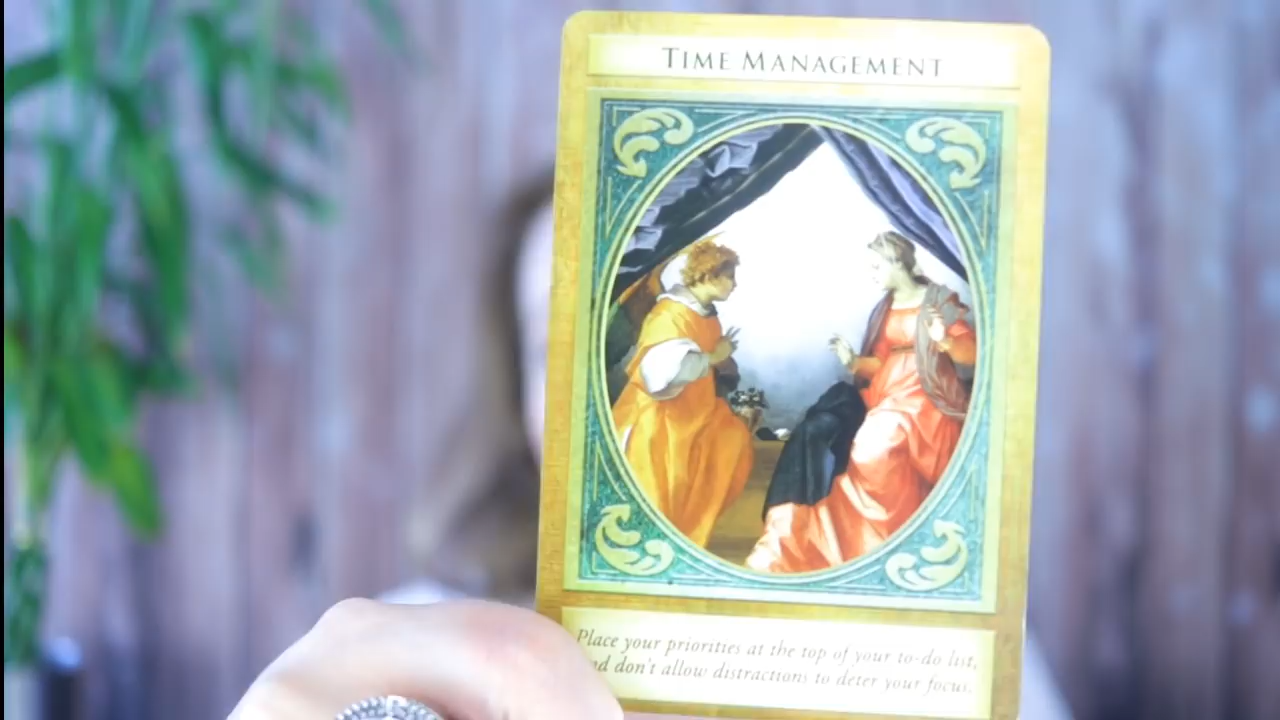 TIME MANAGEMENT
Place your priorities at the top of your to-do list,
nd don't allow distractions to deter your focus.